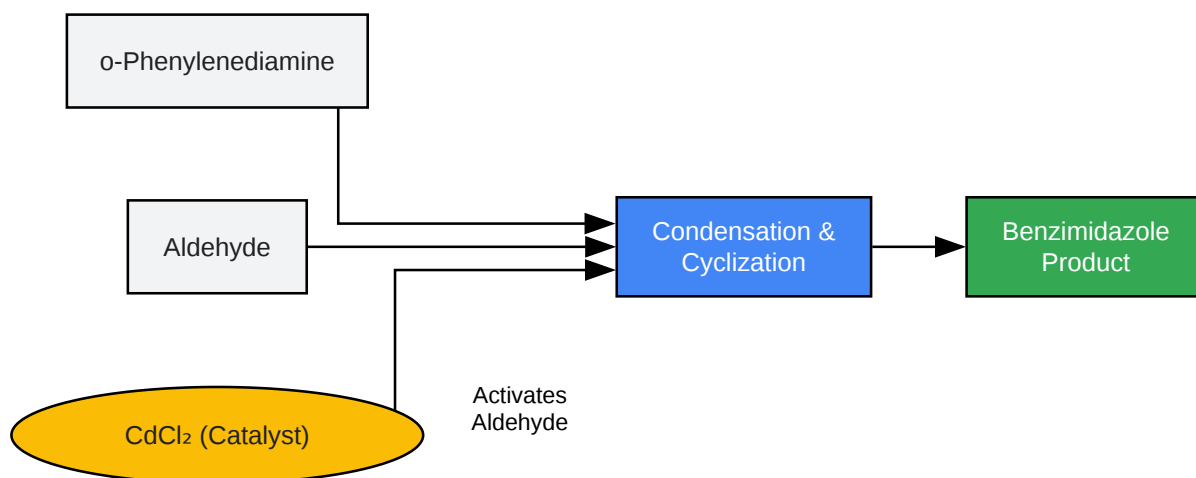 o-Phenylenediamine
Aldehyde
Condensation &
Cyclization
Benzimidazole
Product
CdCl₂ (Catalyst)
Activates
Aldehyde